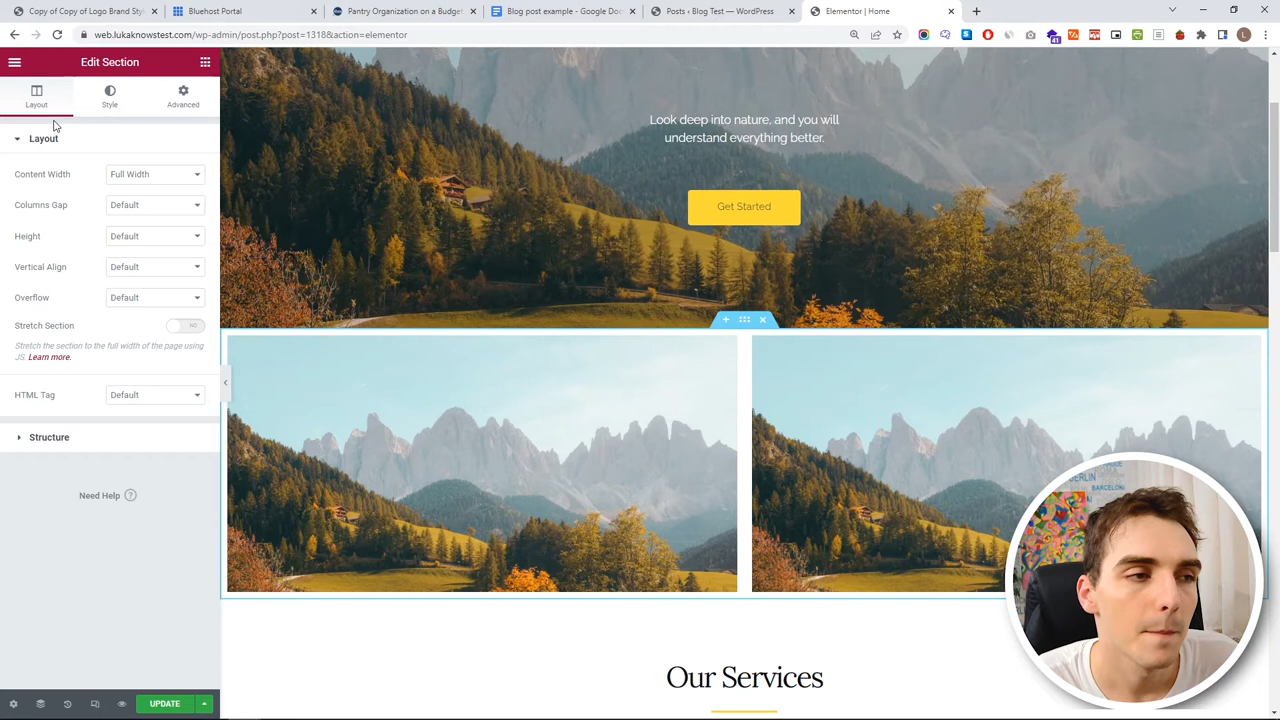 Copy of Copy of Logo Brand Sty
Bluehost Portal
Pantry Organization on a Budget
Blog post example - Google Doc
Posts ‹ Blog Test — WordPress
Elementor | Home
web.lukaknowstest.com/wp-admin/post.php?post=1318&action=elementor
41
L
Edit Section
Layout
Style
Advanced
Layout
Content Width
Full Width
Columns Gap
Default
Height
Default
Vertical Align
Default
Overflow
Default
Stretch Section
NO
Stretch the section to the full width of the page using
JS. Learn more.
HTML Tag
Default
Structure
Need Help
?
UPDATE
Look deep into nature, and you will
understand everything better.
Get Started
BERLIN
BARCELON
Our Services